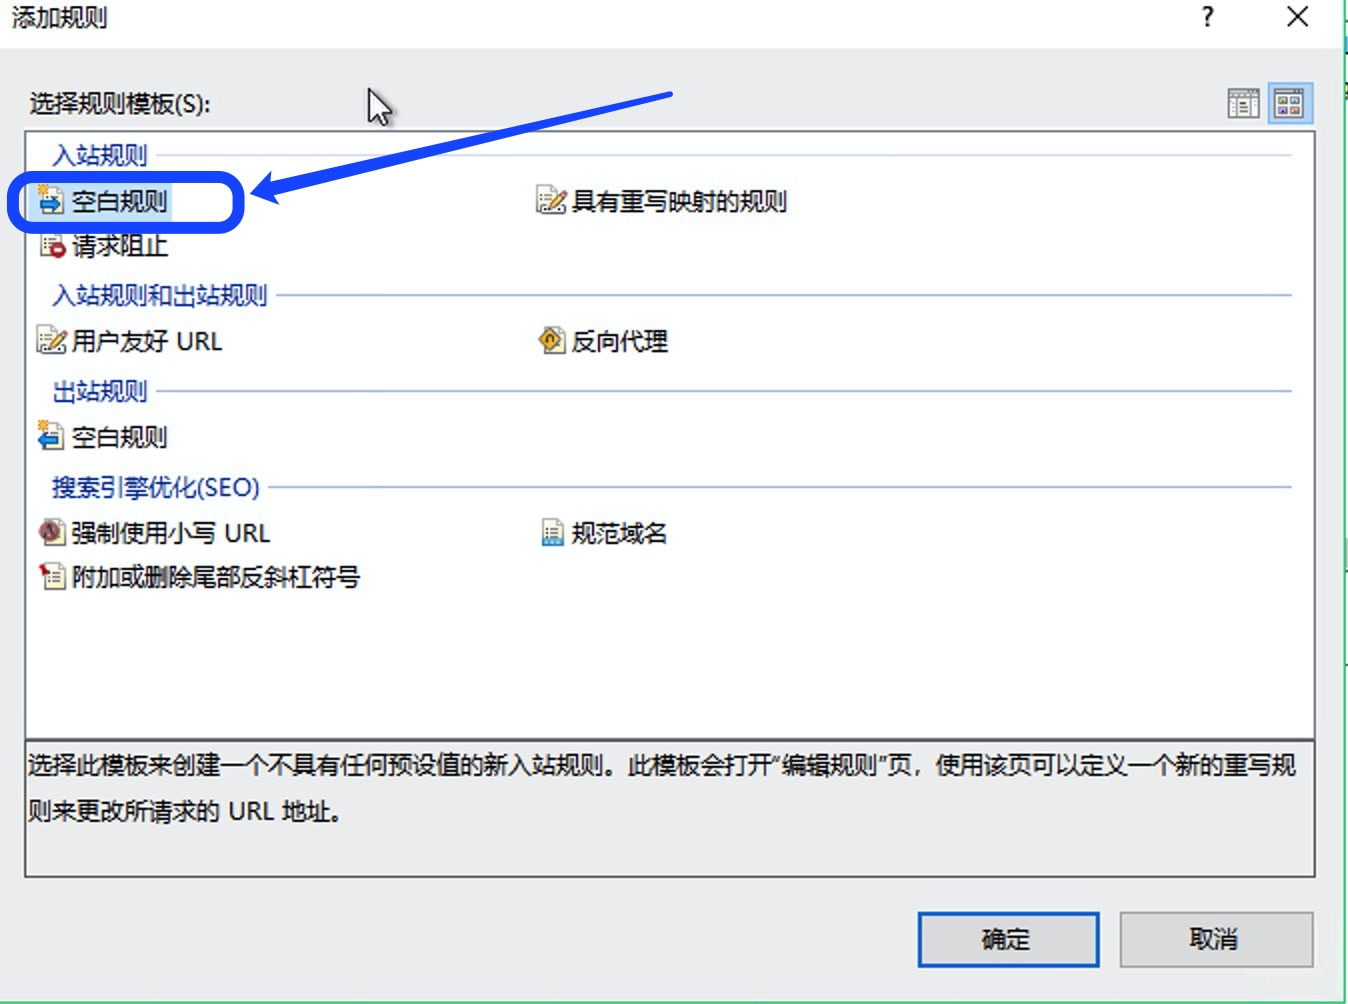 添加规则
?
选择规则模板(S):
入站规则
空白规则
具有重写映射的规则
请求阻止
入站规则和出站规则
用户友好 URL
反向代理
出站规则
空白规则
搜索引擎优化(SEO)
强制使用小写 URL
规范域名
附加或删除尾部反斜杠符号
选择此模板来创建一个不具有任何预设值的新入站规则。此模板会打开“编辑规则”页，使用该页可以定义一个新的重写规
则来更改所请求的 URL 地址。
确定
取消